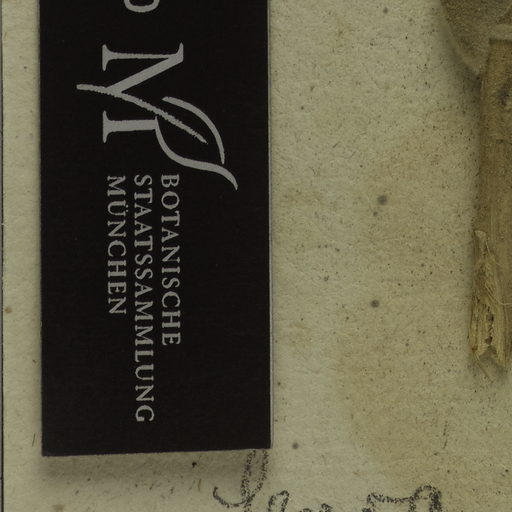 M
BOTANISCHE
STAATSSAMMLUNG
MÜNCHEN